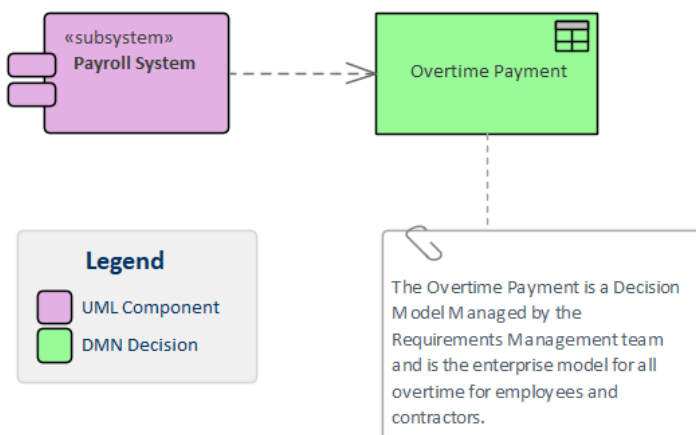 «subsystem»
Payroll System
Overtime Payment
Legend
UML Component
DMN Decision
The Overtime Payment is a Decision
Model Managed by the
Requirements Management team
and is the enterprise model for all
overtime for employees and
contractors.